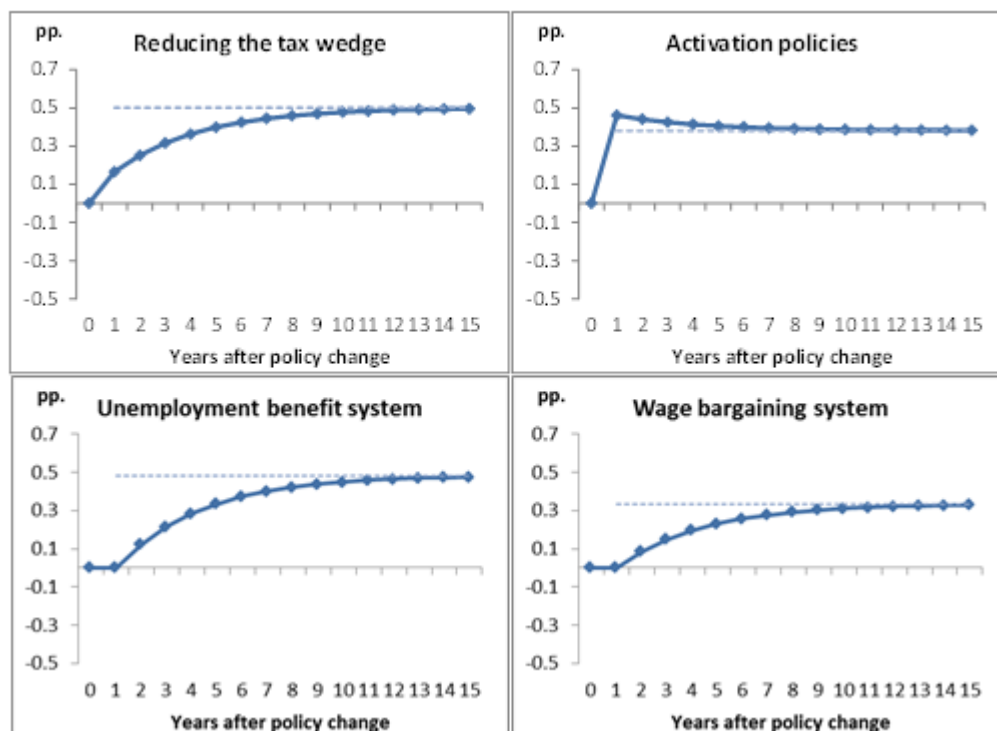 pp.
Reducing the tax wedge
0.7
0.5
0.3
0.1
-0.1
-0.3
-0.5
0 1 2 3 4 5 6 7 8 9 10 11 12 13 14 15
Years after policy change
pp.
Activation policies
0.7
0.5
0.3
0.1
-0.1
-0.3
-0.5
0 1 2 3 4 5 6 7 8 9 10 11 12 13 14 15
Years after policy change
pp.
Unemployment benefit system
0.7
0.5
0.3
0.1
-0.1
-0.3
-0.5
0 1 2 3 4 5 6 7 8 9 10 11 12 13 14 15
Years after policy change
pp.
Wage bargaining system
0.7
0.5
0.3
0.1
-0.1
-0.3
-0.5
0 1 2 3 4 5 6 7 8 9 10 11 12 13 14 15
Years after policy change